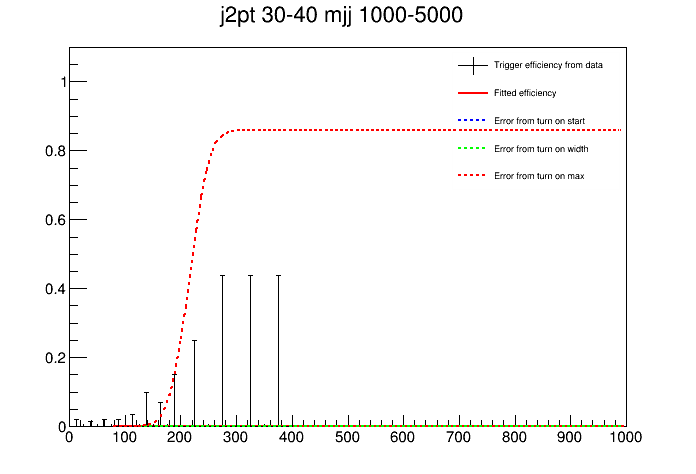 j2pt 30-40 mjj 1000-5000
Trigger efficiency from data
Fitted efficiency
Error from turn on start
Error from turn on width
Error from turn on max
1
0.8
0.6
0.4
0.2
0
0 100 200 300 400 500 600 700 800 900 1000